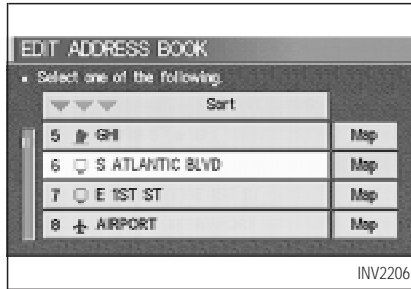 EDIT ADDRESS BOOK
Select one of the following.
Sort
5 GHI Map
6 S ATLANTIC BLVD Map
7 E 1ST ST Map
8 AIRPORT Map
INV2206